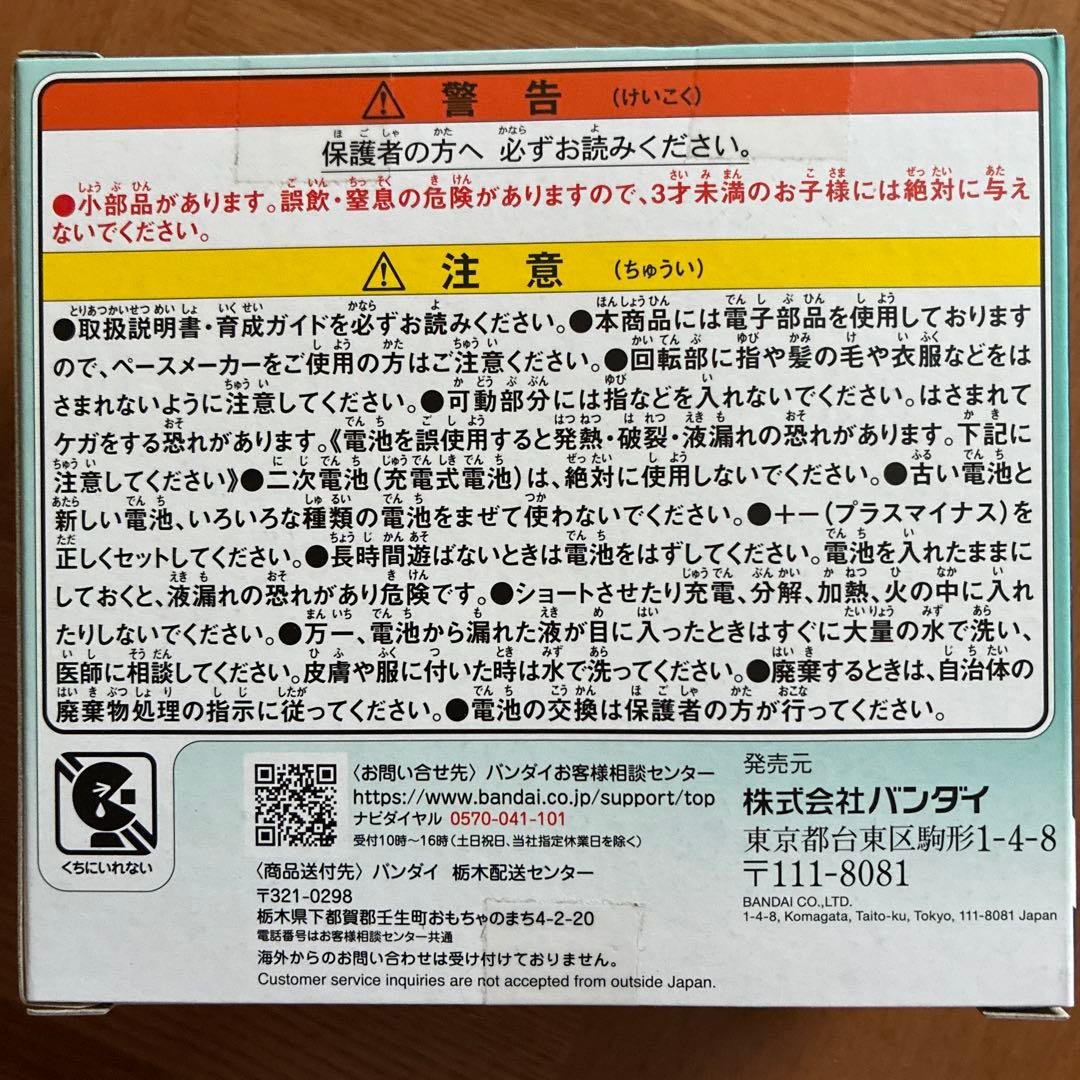 警告 (けいこく)
保護者の方へ 必ずお読みください。
●小部品があります。誤飲・窒息の危険がありますので、3才未満のお子様には絶対に与え
ないでください。
注意 (ちゅうい)
●取扱説明書・育成ガイドを必ずお読みください。●本商品には電子部品を使用しております
ので、ペースメーカーをご使用の方はご注意ください。●回転部に指や髪の毛や衣服などをは
さまれないように注意してください。●可動部分には指などを入れないでください。はさまれて
ケガをする恐れがあります。《電池を誤使用すると発熱・破裂・液漏れの恐れがあります。下記に
注意してください》●二次電池(充電式電池)は、絶対に使用しないでください。●古い電池と
新しい電池、いろいろな種類の電池をまぜて使わないでください。●+-(プラスマイナス)を
正しくセットしてください。●長時間遊ばないときは電池をはずしてください。電池を入れたままに
しておくと、液漏れの恐れがあり危険です。●ショートさせたり充電、分解、加熱、火の中に入れ
たりしないでください。●万一、電池から漏れた液が目に入ったときはすぐに大量の水で洗い、
医師に相談してください。皮膚や服に付いた時は水で洗ってください。●廃棄するときは、自治体の
廃棄物処理の指示に従ってください。●電池の交換は保護者の方が行ってください。
くちにいれない
〈お問い合せ先〉バンダイお客様相談センター
https://www.bandai.co.jp/support/top
ナビダイヤル 0570-041-101
受付10時〜16時(土日祝日、当社指定休業日を除く)
〈商品送付先〉バンダイ 栃木配送センター
〒321-0298
栃木県下都賀郡壬生町おもちゃのまち4-2-20
電話番号はお客様相談センター共通
海外からのお問い合わせは受け付けておりません。
Customer service inquiries are not accepted from outside Japan.
発売元
株式会社バンダイ
東京都台東区駒形1-4-8
〒111-8081
BANDAI CO.,LTD.
1-4-8, Komagata, Taito-ku, Tokyo, 111-8081 Japan